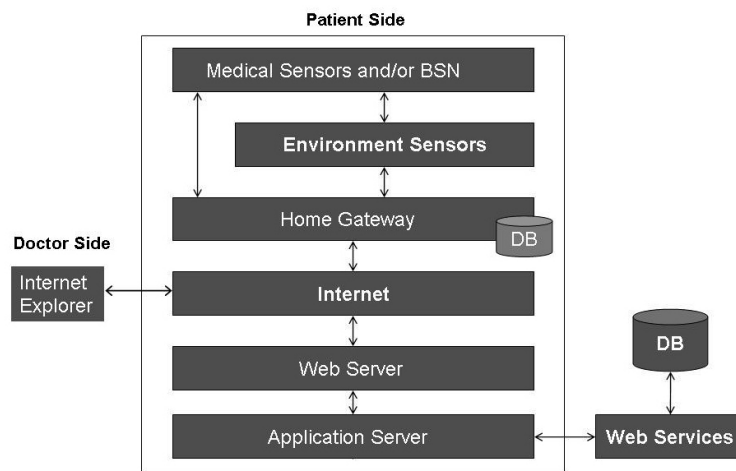 Patient Side
Medical Sensors and/or BSN
Environment Sensors
Home Gateway
DB
Doctor Side
Internet
Explorer
Internet
Web Server
DB
Application Server
Web Services